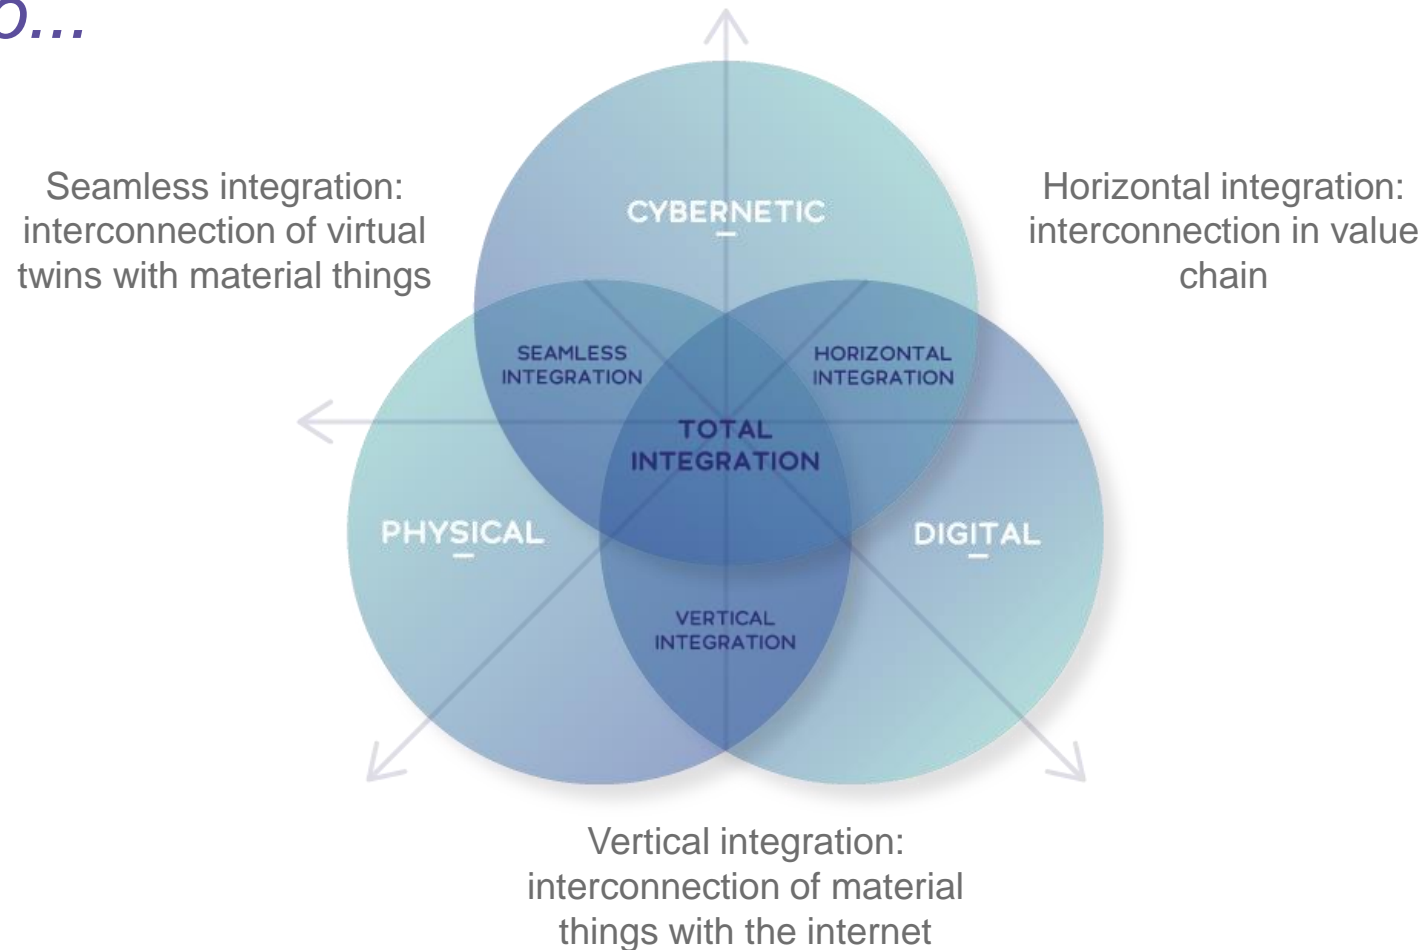 Seamless integration:
interconnection of virtual
twins with material things
Horizontal integration:
interconnection in value
chain
CYBERNETIC
SEAMLESS
INTEGRATION
HORIZONTAL
INTEGRATION
TOTAL
INTEGRATION
PHYSICAL
DIGITAL
VERTICAL
INTEGRATION
Vertical integration:
interconnection of material
things with the internet